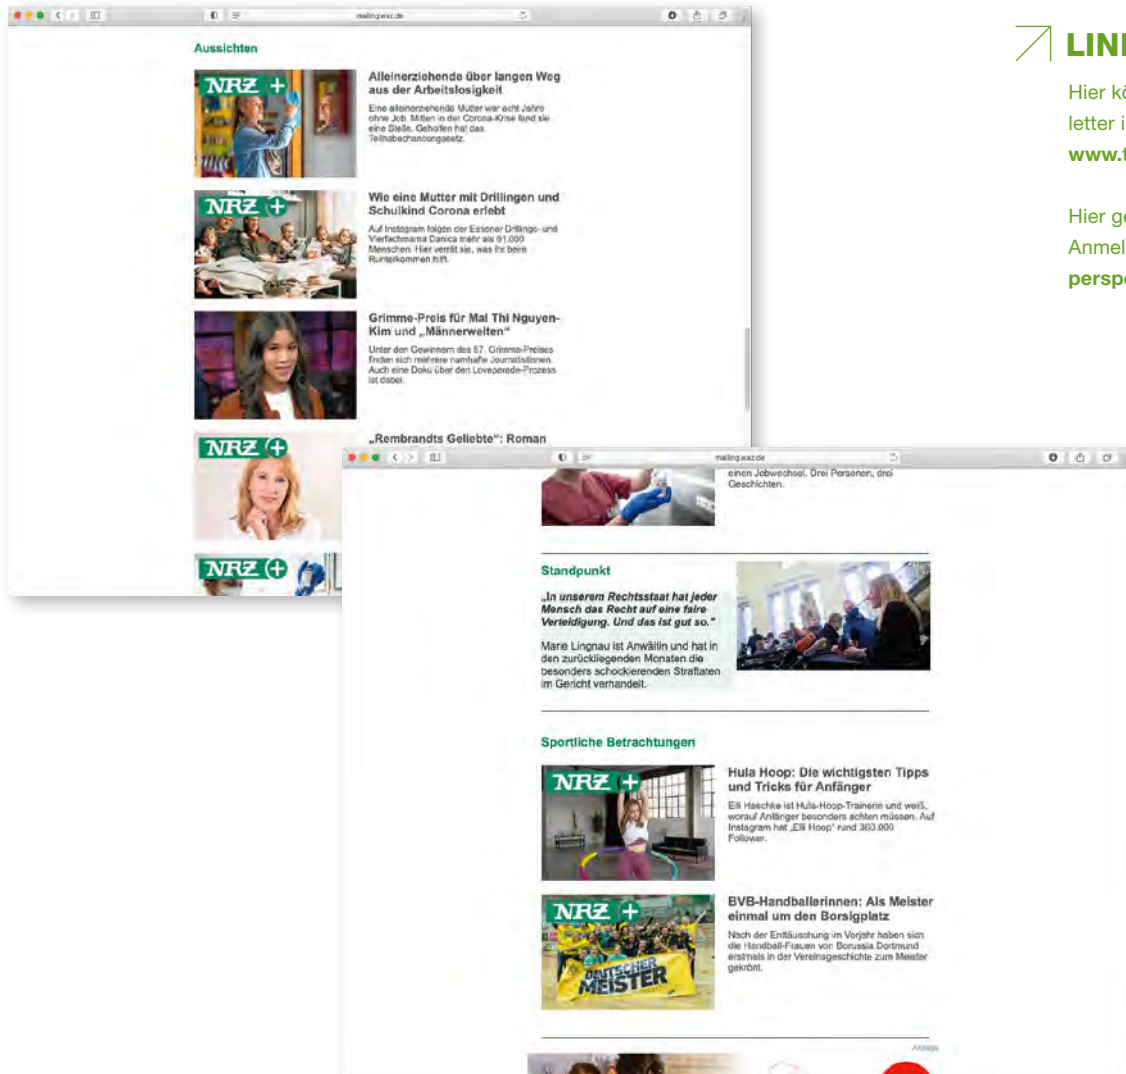 mailing.waz.de
Aussichten
NRZ +
Alleinerziehende über langen Weg
aus der Arbeitslosigkeit
Eine alleinerziehende Mutter war acht Jahre
ohne Job. Mitten in der Corona-Krise fand sie
eine Stelle. Geholfen hat das
Teilhabechancengesetz.
NRZ +
Wie eine Mutter mit Drillingen und
Schulkind Corona erlebt
Auf Instagram folgen der Essener Drillings- und
Vierfachmama Danica mehr als 61.000
Menschen. Hier verrät sie, was ihr beim
Runterkommen hilft.
Grimme-Preis für Mai Thi Nguyen-
Kim und „Männerwelten“
Unter den Gewinnern des 57. Grimme-Preises
finden sich mehrere namhafte Journalistinnen.
Auch eine Doku über den Loveparade-Prozess
ist dabei.
NRZ +
„Rembrandts Geliebte“: Roman
NRZ +
LIN
Hier kö
letter i
www.t
Hier ge
Anmel
perspe
mailing.waz.de
einen Jobwechsel. Drei Personen, drei
Geschichten.
Standpunkt
„In unserem Rechtsstaat hat jeder
Mensch das Recht auf eine faire
Verteidigung. Und das ist gut so.“
Marie Lingnau ist Anwältin und hat in
den zurückliegenden Monaten die
besonders schockierenden Straftaten
im Gericht verhandelt.
Sportliche Betrachtungen
NRZ +
Hula Hoop: Die wichtigsten Tipps
und Tricks für Anfänger
Elli Haschke ist Hula-Hoop-Trainerin und weiß,
worauf Anfänger besonders achten müssen. Auf
Instagram hat „Elli Hoop“ rund 360.000
Follower.
NRZ +
DEUTSCHER
MEISTER
BVB-Handballerinnen: Als Meister
einmal um den Borsigplatz
Nach der Enttäuschung im Vorjahr haben sich
die Handball-Frauen von Borussia Dortmund
erstmals in der Vereinsgeschichte zum Meister
gekrönt.
Anzeige